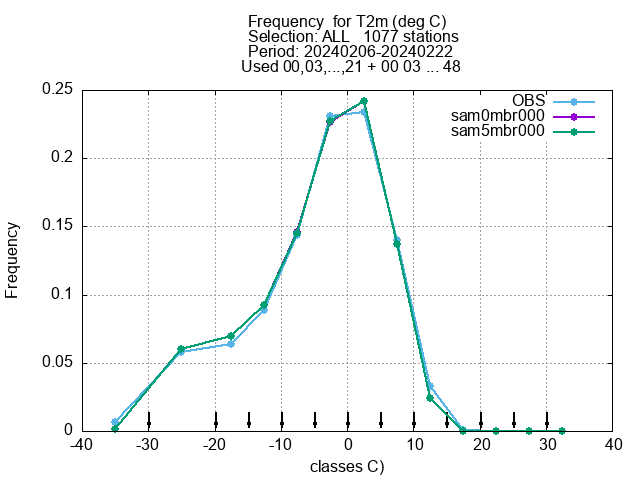 Frequency  for T2m (deg C)
Selection: ALL   1077 stations
Period: 20240206-20240222
Used 00,03,...,21 + 00 03 ... 48
OBS
sam0mbr000
sam5mbr000
0.25
0.2
0.15
0.1
0.05
0
Frequency
-40 -30 -20 -10 0 10 20 30 40
classes C)